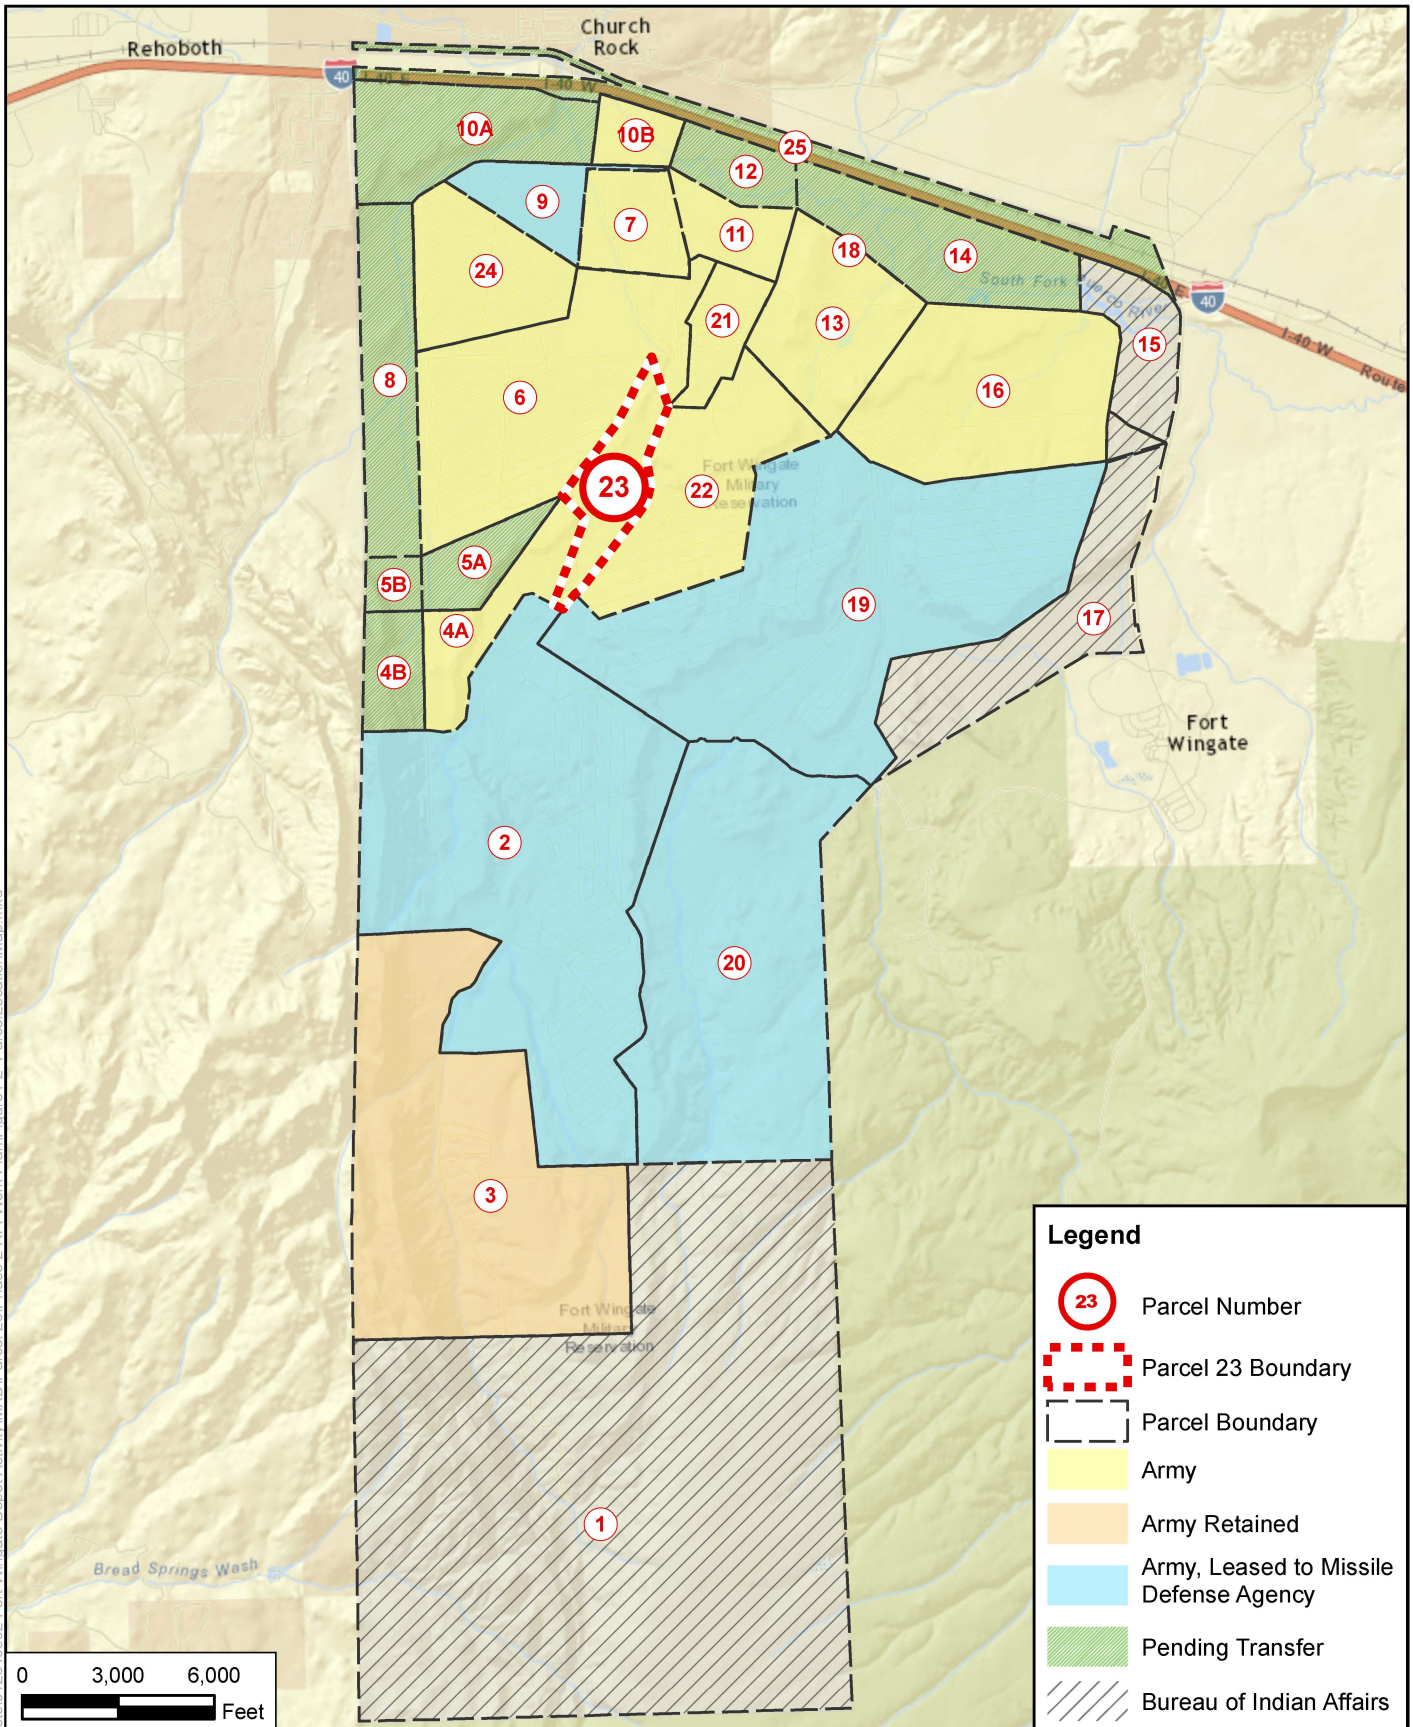 Church
Rock
Rehoboth
40
I-40 E
I-40 W
10A
10B
25
12
9
7
11
18
14
24
South Fork Puerco River
I-40 E
40
21
13
15
I-40 W
Route
8
6
16
Fort Wingate
Military
Reservation
23
22
5A
5B
19
4A
17
4B
Fort
Wingate
2
20
3
Fort Wingate
Military
Reservation
1
Bread Springs Wash
0 3,000 6,000
Feet
Legend
23 Parcel Number
Parcel 23 Boundary
Parcel Boundary
Army
Army Retained
Army, Leased to Missile
Defense Agency
Pending Transfer
Bureau of Indian Affairs